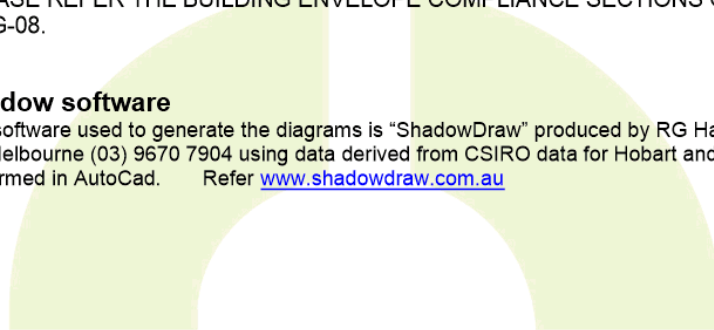 ASE REFER THE BUILDING ENVELOPE COMPLIANCE SECTIONS
G-08.
dow software
software used to generate the diagrams is “ShadowDraw” produced by RG Ha
elbourne (03) 9670 7904 using data derived from CSIRO data for Hobart and
rmed in AutoCad. Refer www.shadowdraw.com.au